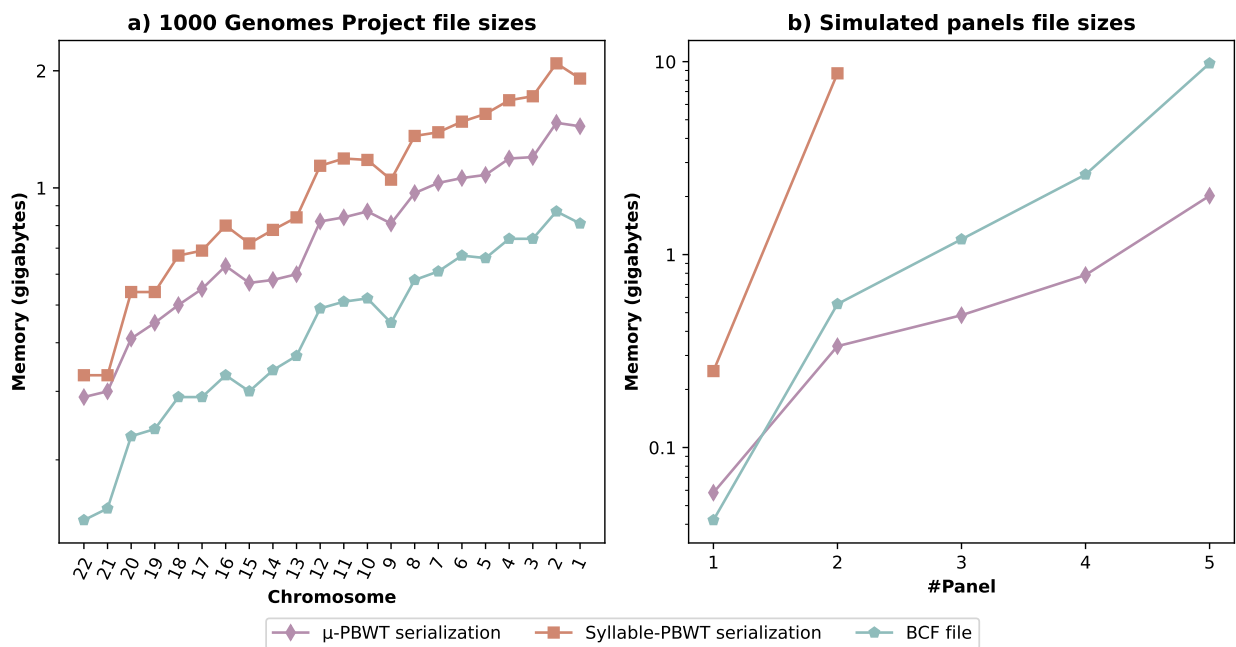 a) 1000 Genomes Project file sizes
Memory (gigabytes)
2
1
22 21 20 19 18 17 16 15 14 13 12 11 10 9 8 7 6 5 4 3 2 1
Chromosome
b) Simulated panels file sizes
Memory (gigabytes)
10
1
0.1
1 2 3 4 5
#Panel
μ-PBWT serialization Syllable-PBWT serialization BCF file